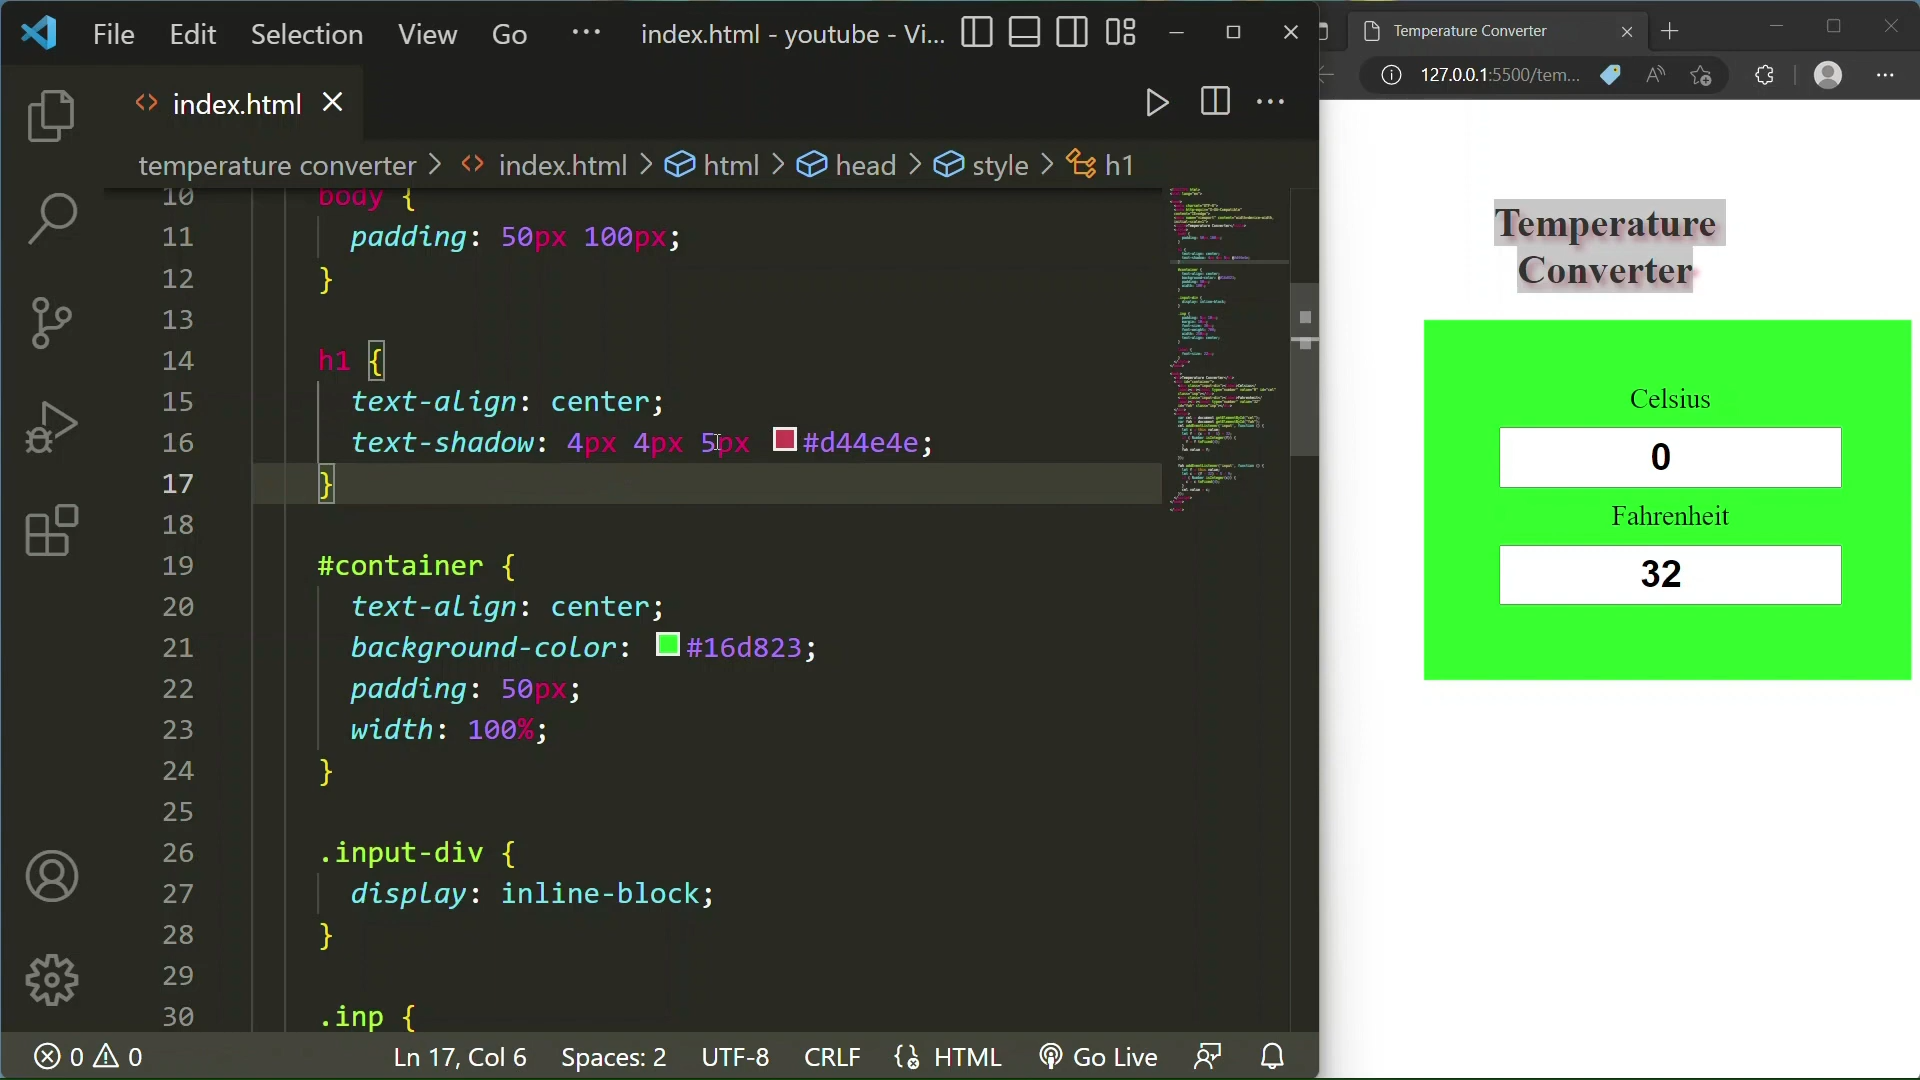 File Edit Selection View Go ··· index.html - youtube - Vi...
Temperature Converter
127.0.0.1:5500/tem...
index.html
temperature converter > index.html > html > head > style > h1
10 body {
11 padding: 50px 100px;
12 }
13
14 h1 {
15 text-align: center;
16 text-shadow: 4px 4px 5px #d44e4e;
17 }
18
19 #container {
20 text-align: center;
21 background-color: #16d823;
22 padding: 50px;
23 width: 100%;
24 }
25
26 .input-div {
27 display: inline-block;
28 }
29
30 .inp {
0 0 Ln 17, Col 6 Spaces: 2 UTF-8 CRLF HTML Go Live
Temperature
Converter
Celsius
0
Fahrenheit
32